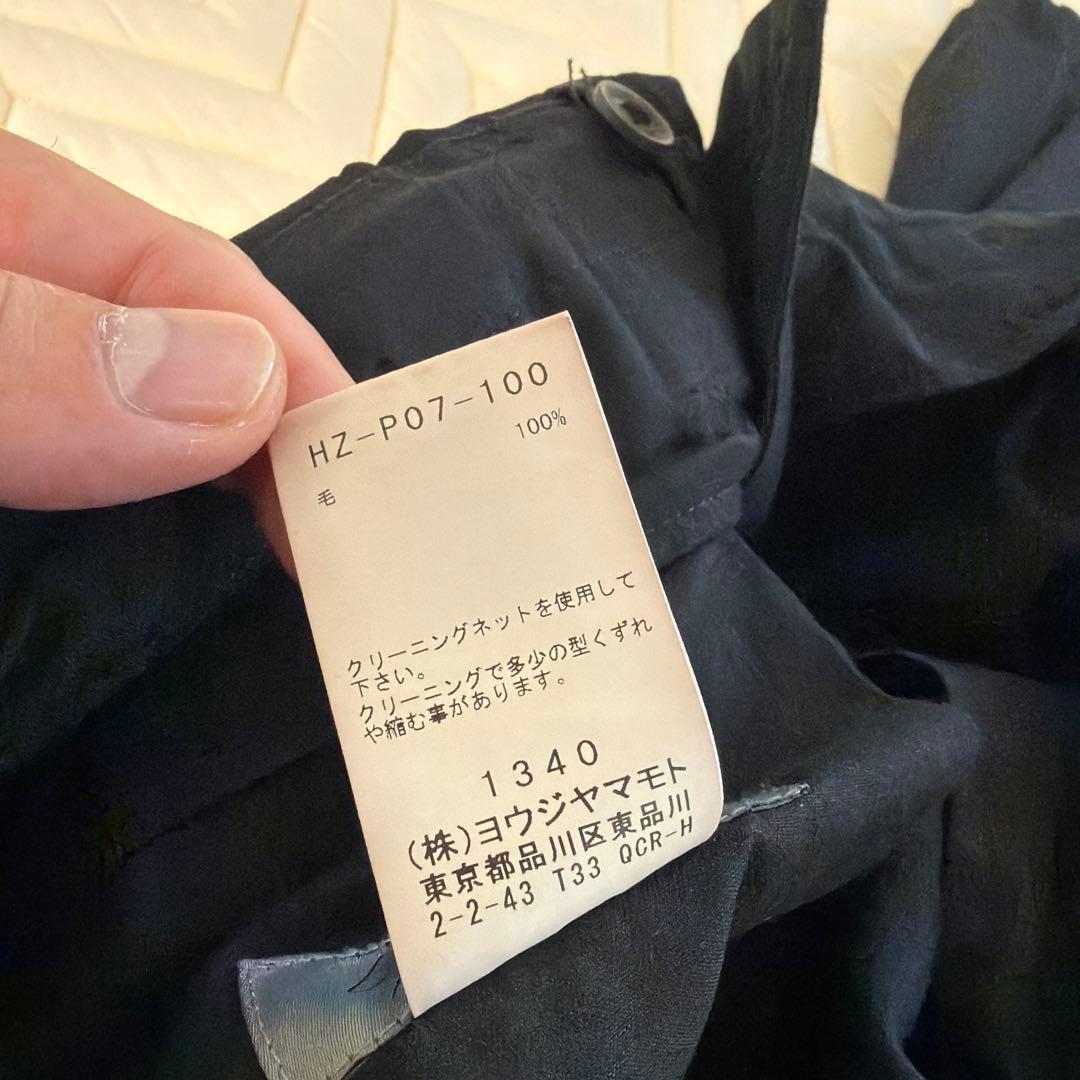 HZ-P07-100
毛 100%
クリーニングネットを使用して
下さい。
クリーニングで多少の型くずれ
や縮む事があります。
1340
(株)ヨウジヤマモト
東京都品川区東品川
2-2-43 T33 QCR-H